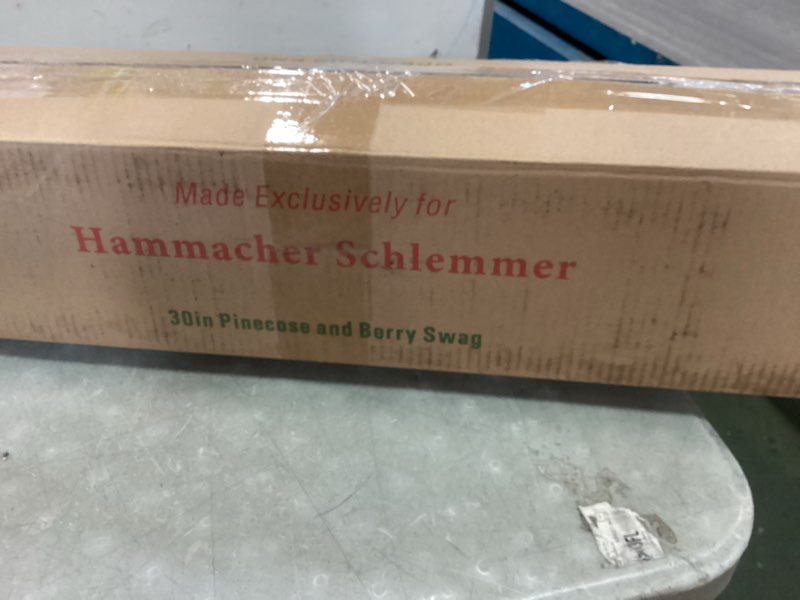 Made Exclusively for
Hammacher Schlemmer
30in Pinecose and Berry Swag